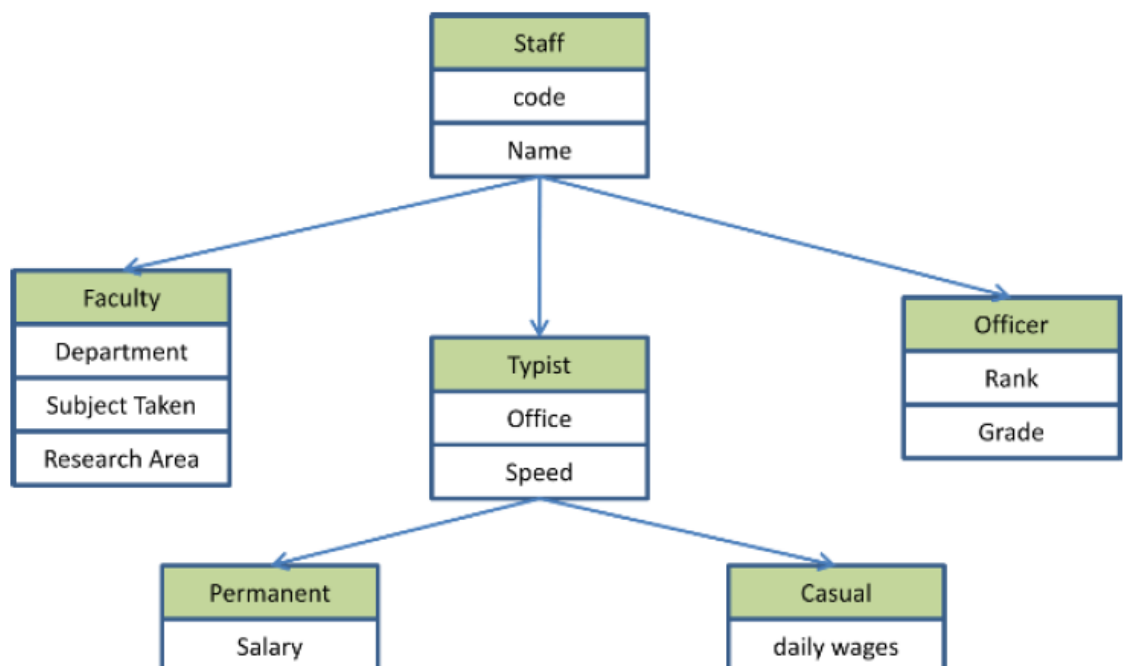 Staff
code
Name
Faculty
Department
Subject Taken
Research Area
Typist
Office
Speed
Officer
Rank
Grade
Permanent
Salary
Casual
daily wages